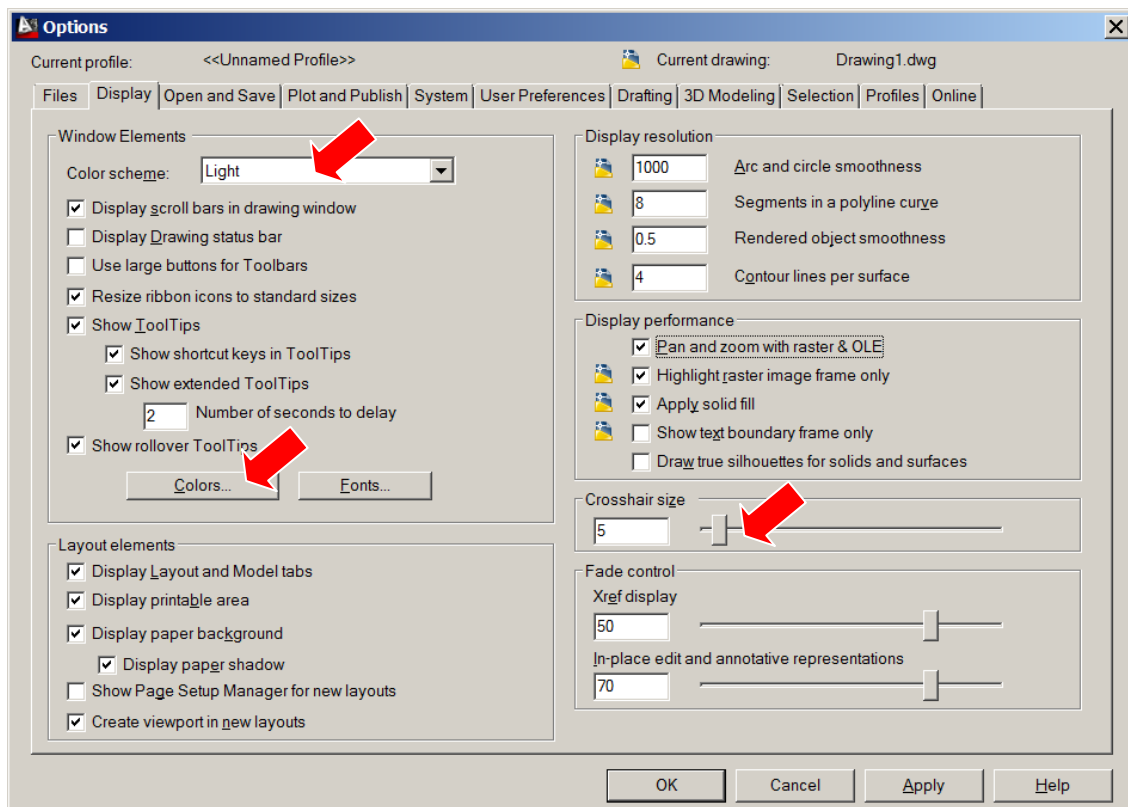 Options
Current profile: <<Unnamed Profile>> Current drawing: Drawing1.dwg
Files Display Open and Save Plot and Publish System User Preferences Drafting 3D Modeling Selection Profiles Online
Window Elements
Color scheme: Light
Display scroll bars in drawing window
Display Drawing status bar
Use large buttons for Toolbars
Resize ribbon icons to standard sizes
Show ToolTips
Show shortcut keys in ToolTips
Show extended ToolTips
2 Number of seconds to delay
Show rollover ToolTips
Colors... Fonts...
Layout elements
Display Layout and Model tabs
Display printable area
Display paper background
Display paper shadow
Show Page Setup Manager for new layouts
Create viewport in new layouts
Display resolution
1000 Arc and circle smoothness
8 Segments in a polyline curve
0.5 Rendered object smoothness
4 Contour lines per surface
Display performance
Pan and zoom with raster & OLE
Highlight raster image frame only
Apply solid fill
Show text boundary frame only
Draw true silhouettes for solids and surfaces
Crosshair size
5
Fade control
Xref display
50
In-place edit and annotative representations
70
OK Cancel Apply Help